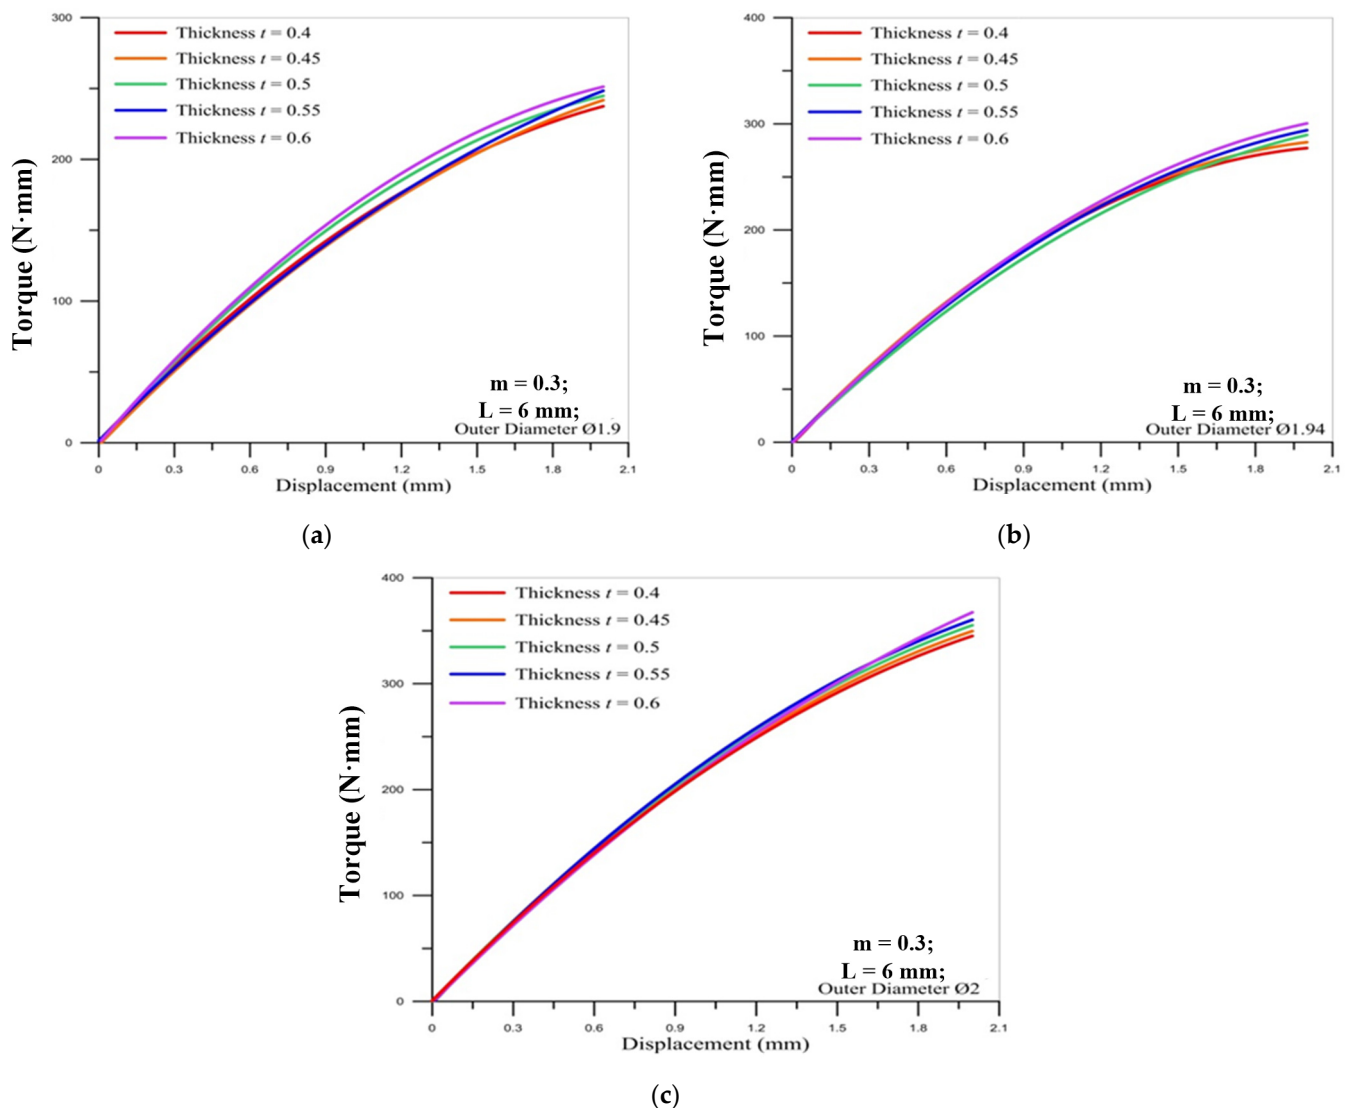 300
200
100
0
Torque (N·mm)
Thickness t = 0.4
Thickness t = 0.45
Thickness t = 0.5
Thickness t = 0.55
Thickness t = 0.6
m = 0.3;
L = 6 mm;
Outer Diameter Ø1.9
0 0.3 0.6 0.9 1.2 1.5 1.8 2.1
Displacement (mm)
(a)
400
300
200
100
0
Torque (N·mm)
Thickness t = 0.4
Thickness t = 0.45
Thickness t = 0.5
Thickness t = 0.55
Thickness t = 0.6
m = 0.3;
L = 6 mm;
Outer Diameter Ø1.94
0 0.3 0.6 0.9 1.2 1.5 1.8 2.1
Displacement (mm)
(b)
400
300
200
100
0
Torque (N·mm)
Thickness t = 0.4
Thickness t = 0.45
Thickness t = 0.5
Thickness t = 0.55
Thickness t = 0.6
m = 0.3;
L = 6 mm;
Outer Diameter Ø2
0 0.3 0.6 0.9 1.2 1.5 1.8 2.1
Displacement (mm)
(c)